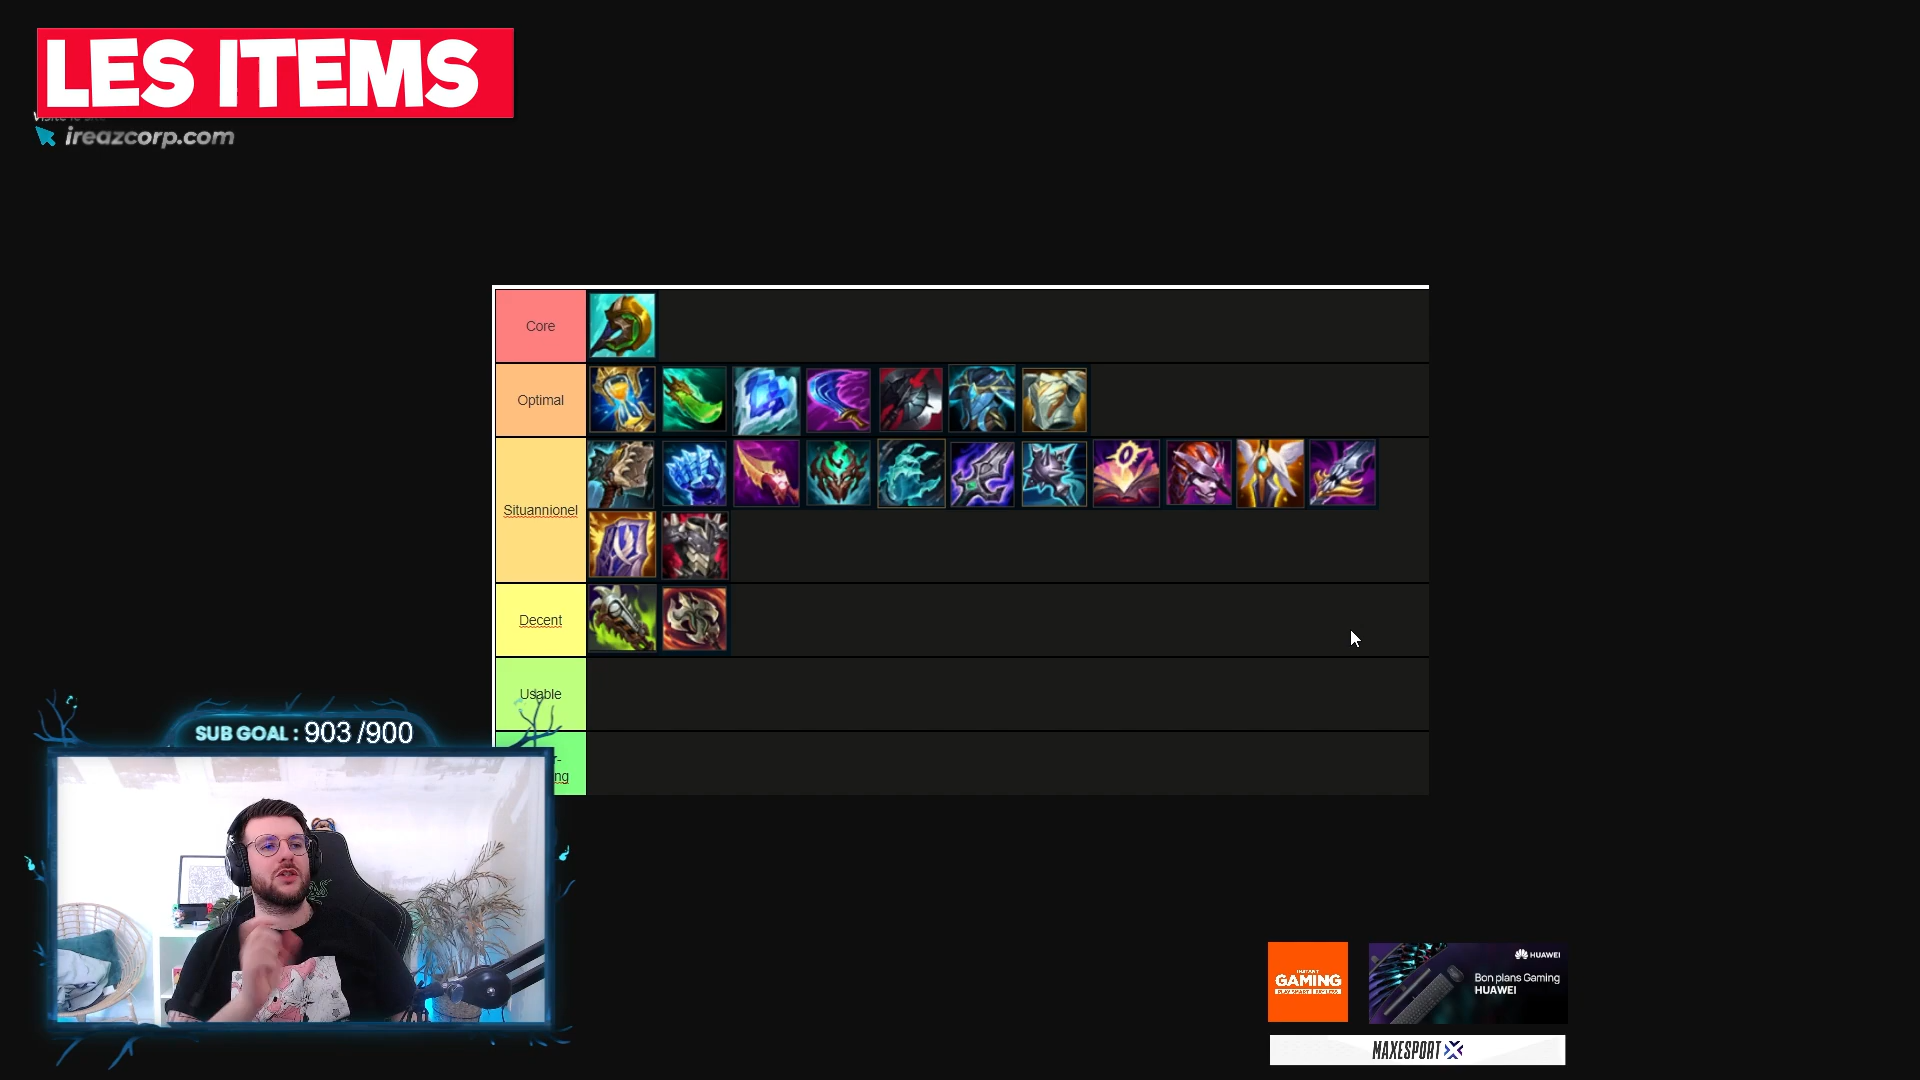 LES ITEMS
ireazcorp.com
Core
Optimal
Situannionel
Decent
Usable
SUB GOAL : 903 /900
INSTANT
GAMING
HUAWEI
Bon plans Gaming
HUAWEI
MAXESPORT